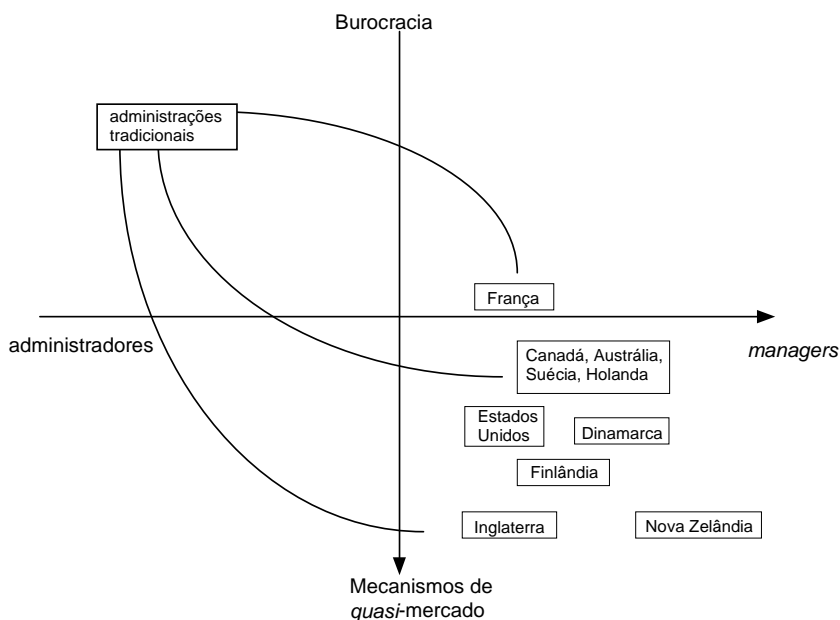 Burocracia
administrações
tradicionais
França
administradores
managers
Canadá, Austrália,
Suécia, Holanda
Estados
Unidos
Dinamarca
Finlândia
Inglaterra
Nova Zelândia
Mecanismos de
quasi-mercado